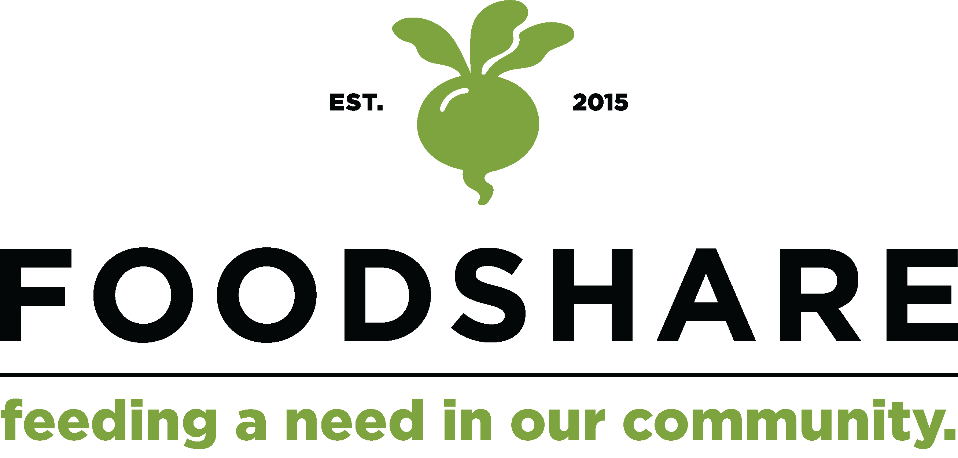 EST. 2015
FOODSHARE
feeding a need in our community.